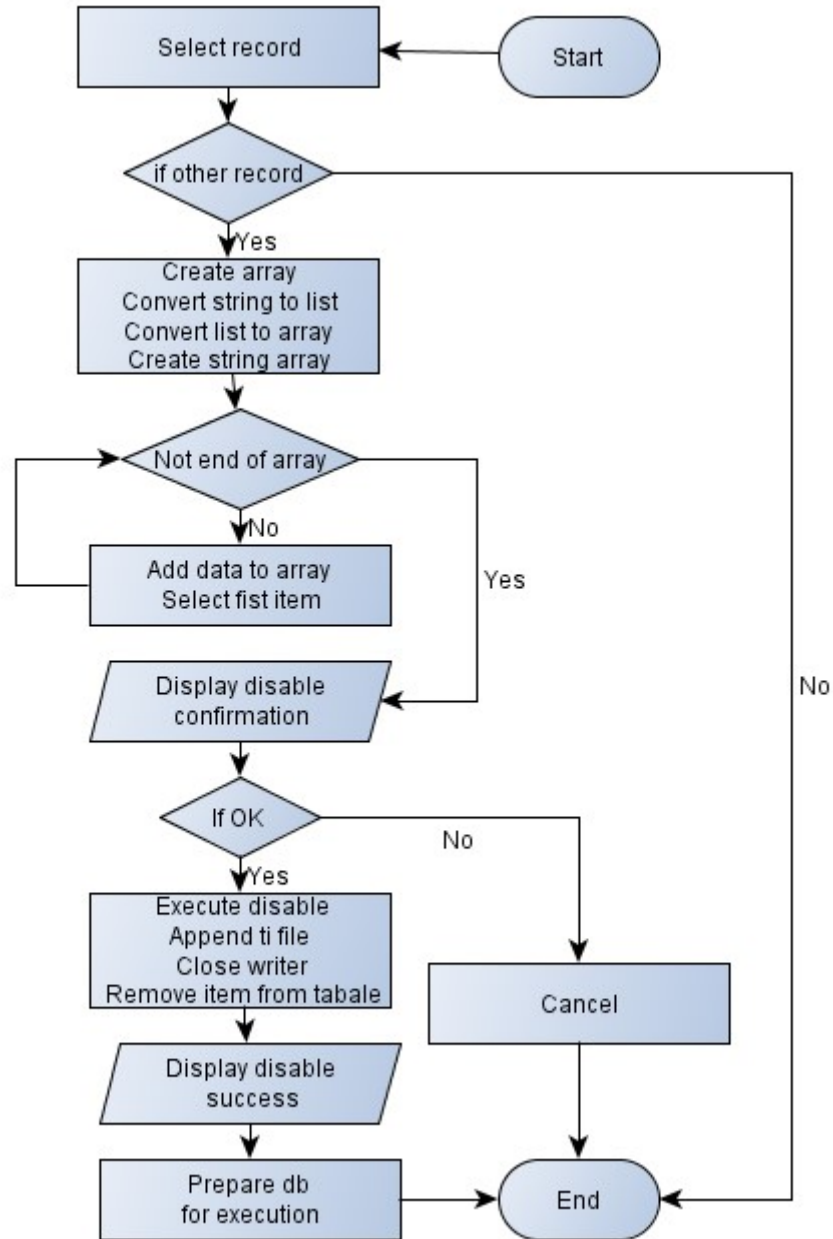 Select record
Start
if other record
Yes
Create array
Convert string to list
Convert list to array
Create string array
Not end of array
No
Add data to array
Select fist item
Yes
Display disable
confirmation
No
If OK
No
Yes
Execute disable
Append ti file
Close writer
Remove item from tabale
Cancel
Display disable
success
Prepare db
for execution
End